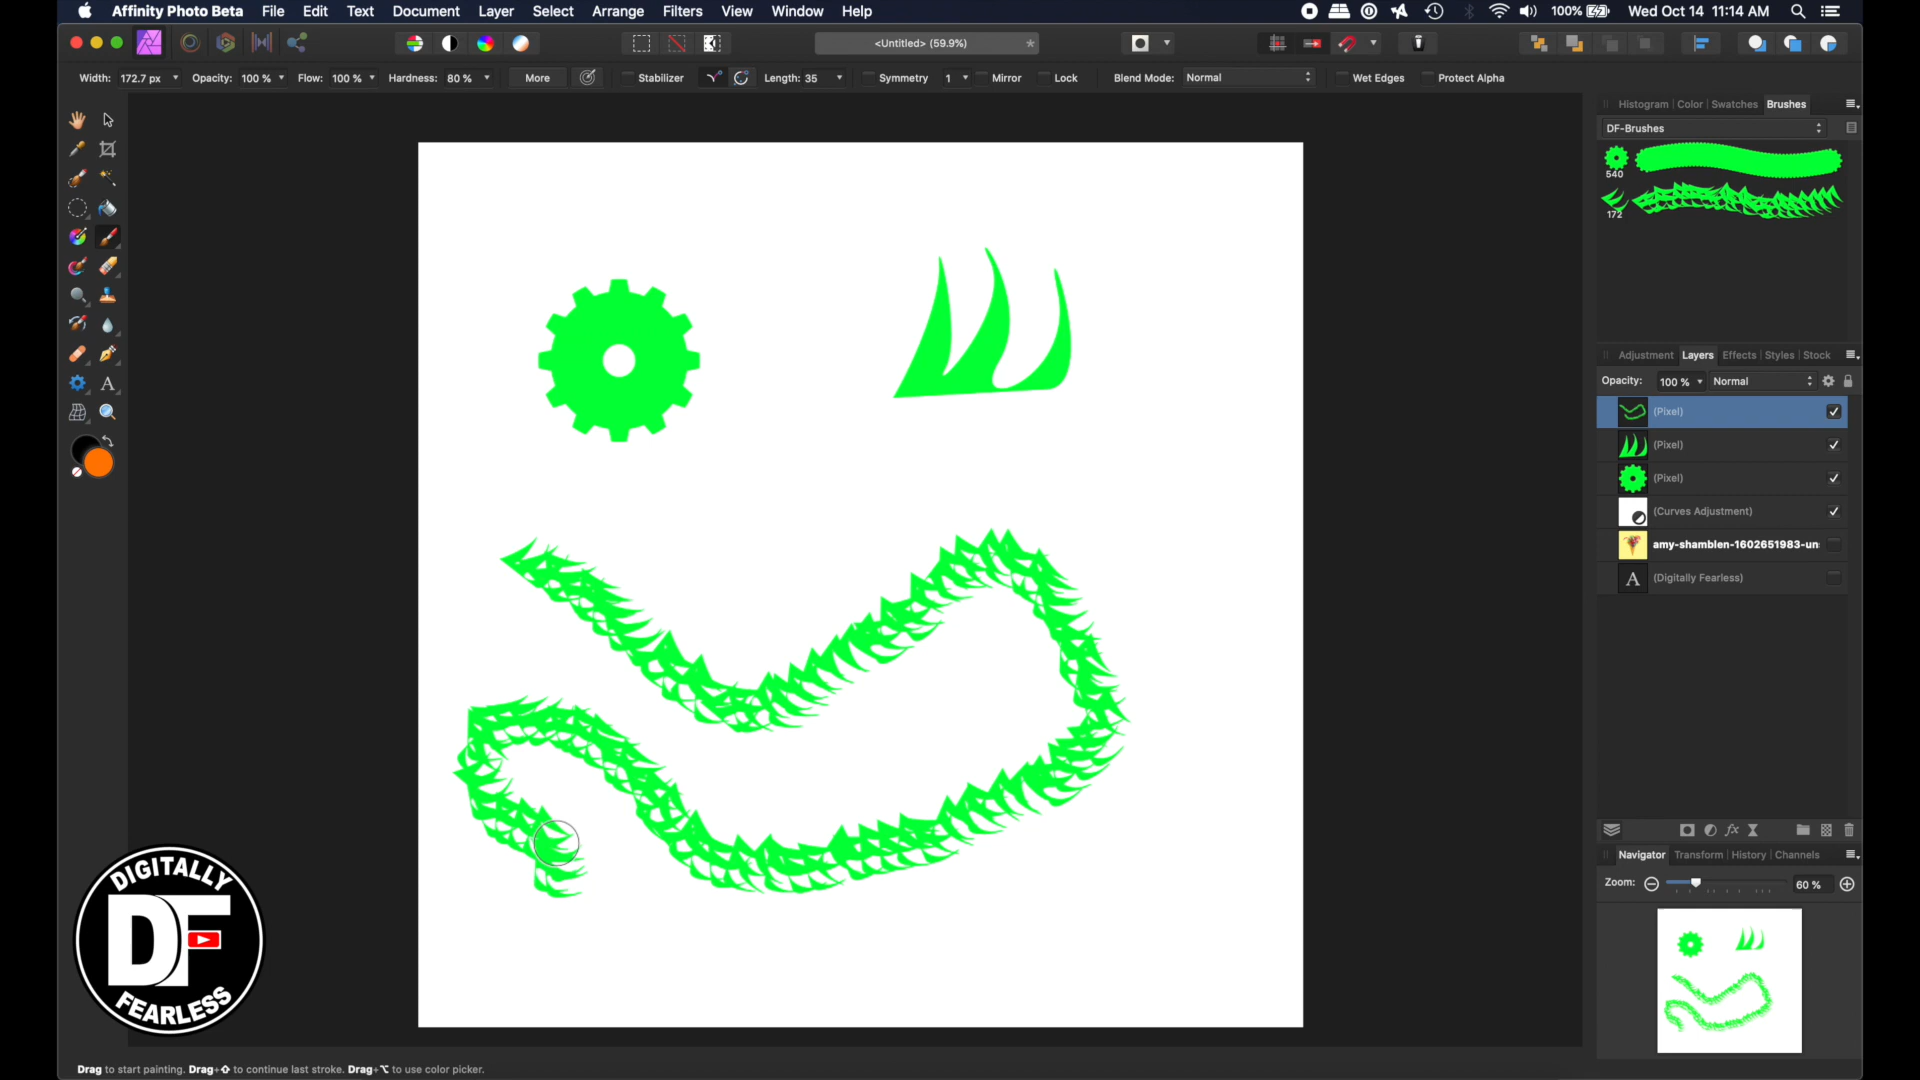 Affinity Photo Beta File Edit Text Document Layer Select Arrange Filters View Window Help 100% Wed Oct 14 11:14 AM
<Untitled> (59.9%)
Width: 172.7 px Opacity: 100 % Flow: 100 % Hardness: 80 % More Stabilizer Length: 35 Symmetry 1 Mirror Lock Blend Mode: Normal Wet Edges Protect Alpha
Histogram Color Swatches Brushes
DF-Brushes
540
172
Adjustment Layers Effects Styles Stock
Opacity: 100 % Normal
(Pixel)
(Pixel)
(Pixel)
(Curves Adjustment)
amy-shamblen-1602651983-un
A (Digitally Fearless)
Navigator Transform History Channels
Zoom: 60 %
DIGITALLY
DF
FEARLESS
Drag to start painting. Drag+⇧ to continue last stroke. Drag+⌥ to use color picker.